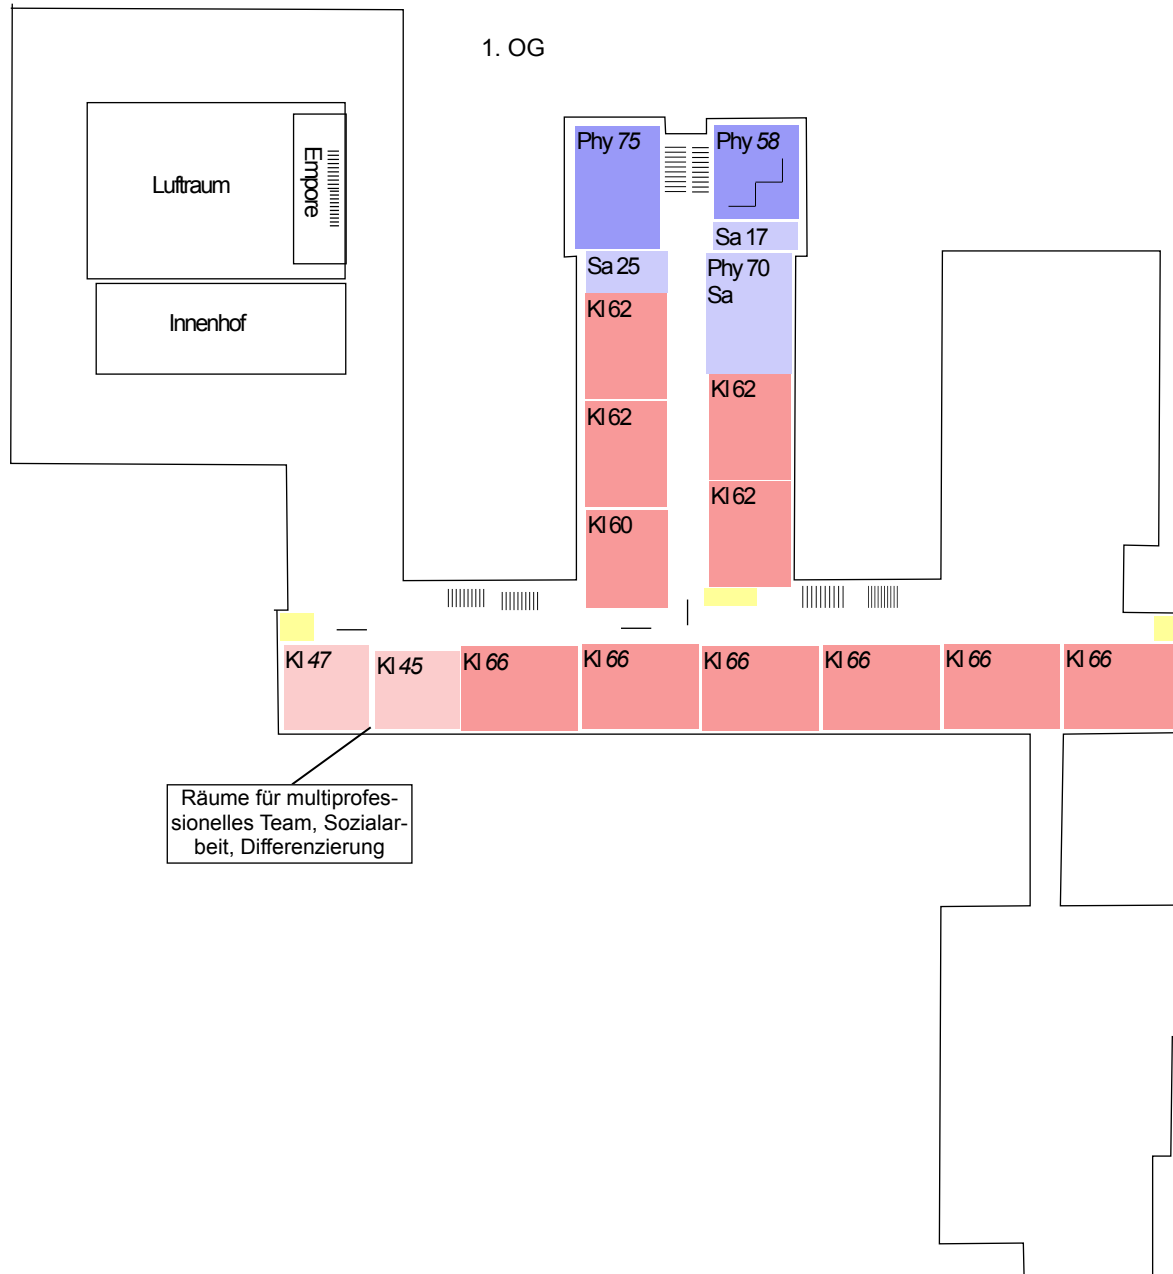 1. OG
Luftraum
Empore
Innenhof
Phy 75
Phy 58
Sa 17
Sa 25
Phy 70
Sa
Kl 62
Kl 62
Kl 62
Kl 62
Kl 60
Kl 47
Kl 45
Kl 66
Kl 66
Kl 66
Kl 66
Kl 66
Kl 66
Räume für multiprofes-
sionelles Team, Sozialar-
beit, Differenzierung